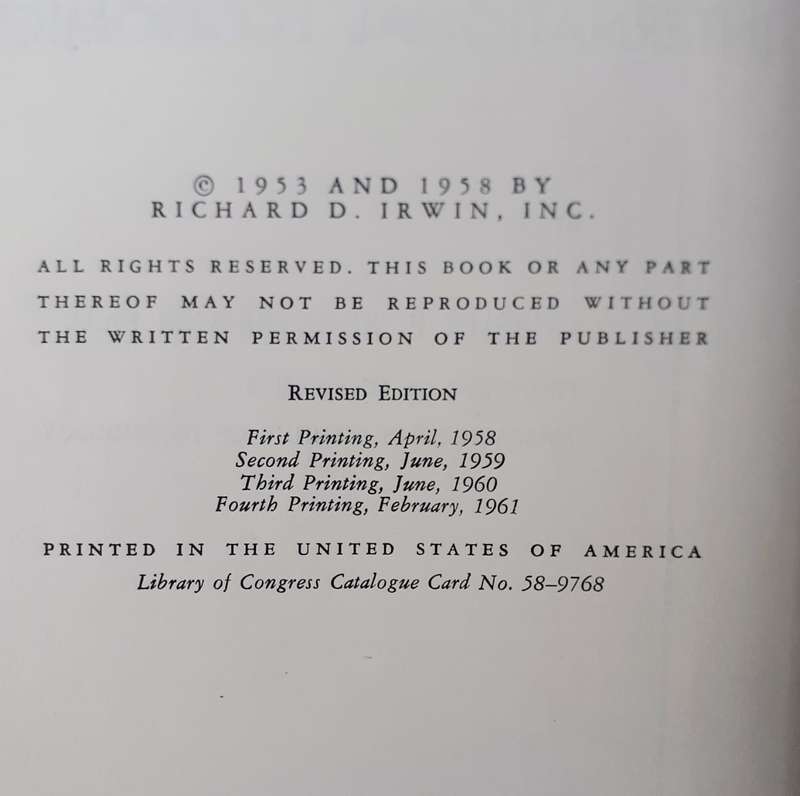 © 1953 AND 1958 BY
RICHARD D. IRWIN, INC.
ALL RIGHTS RESERVED. THIS BOOK OR ANY PART
THEREOF MAY NOT BE REPRODUCED WITHOUT
THE WRITTEN PERMISSION OF THE PUBLISHER
REVISED EDITION
First Printing, April, 1958
Second Printing, June, 1959
Third Printing, June, 1960
Fourth Printing, February, 1961
PRINTED IN THE UNITED STATES OF AMERICA
Library of Congress Catalogue Card No. 58–9768